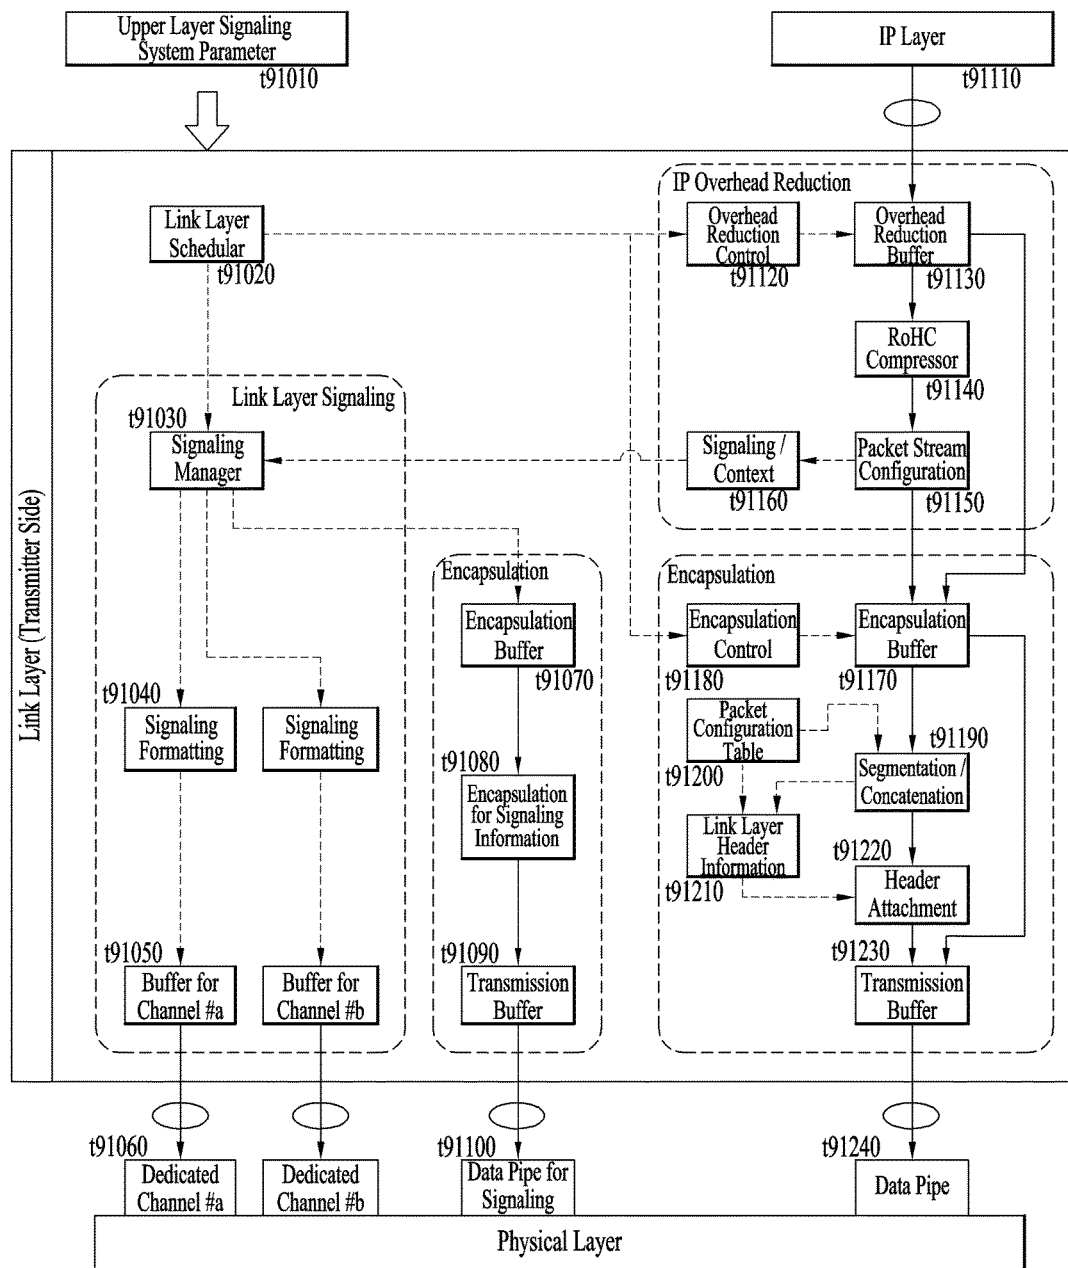 Upper Layer Signaling
System Parameter
t91010
IP Layer
t91110
Link Layer (Transmitter Side)
IP Overhead Reduction
Link Layer
Schedular
t91020
Overhead
Reduction
Control
t91120
Overhead
Reduction
Buffer
t91130
RoHC
Compressor
t91140
Link Layer Signaling
t91030
Signaling
Manager
Signaling /
Context
t91160
Packet Stream
Configuration
t91150
Encapsulation
Encapsulation
Buffer
t91070
Encapsulation
Encapsulation
Control
t91180
Encapsulation
Buffer
t91170
t91040
Signaling
Formatting
Signaling
Formatting
Packet
Configuration
Table
t91200
t91190
Segmentation /
Concatenation
t91080
Encapsulation
for Signaling
Information
Link Layer
Header
Information
t91210
t91220
Header
Attachment
t91050
Buffer for
Channel #a
Buffer for
Channel #b
t91090
Transmission
Buffer
t91230
Transmission
Buffer
t91060
Dedicated
Channel #a
Dedicated
Channel #b
t91100
Data Pipe for
Signaling
t91240
Data Pipe
Physical Layer